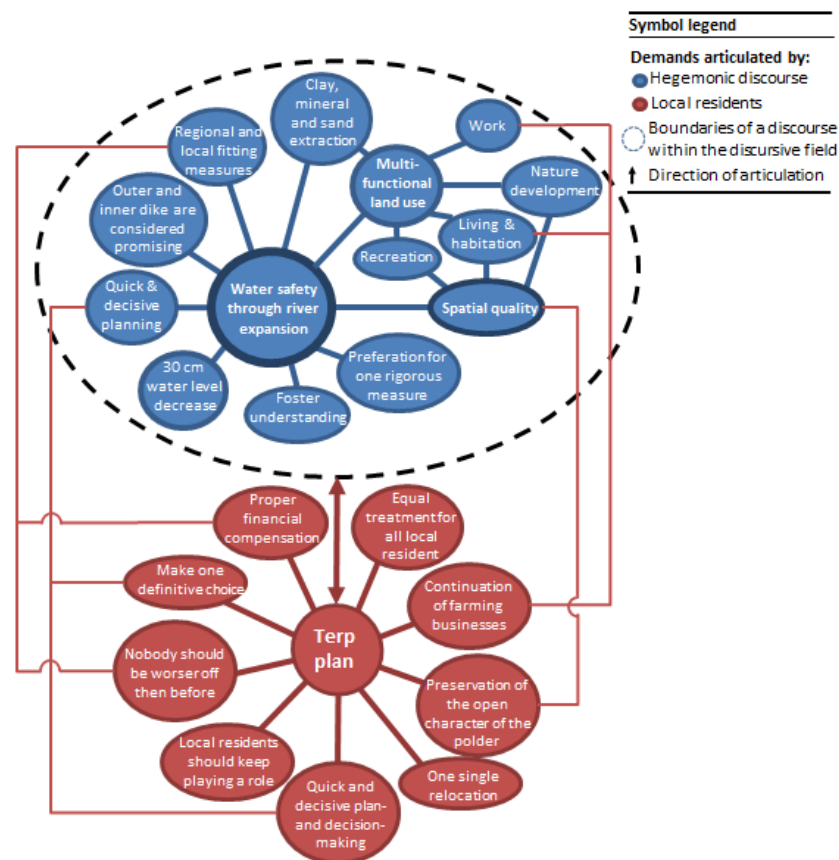 Symbol legend
Demands articulated by:
Hegemonic discourse
Local residents
Boundaries of a discourse
within the discursive field
Direction of articulation
Clay,
mineral
and sand
extraction
Work
Regional and
local fitting
measures
Multi-
functional
land use
Nature
development
Outer and
inner dike are
considered
promising
Living &
habitation
Recreation
Quick &
decisive
planning
Water safety
through river
expansion
Spatial quality
30 cm
water level
decrease
Foster
understanding
Preferation for
one rigorous
measure
Proper
financial
compensation
Equal
treatment for
all local
resident
Make one
definitive choice
Continuation
of farming
businesses
Terp
plan
Nobody should
be worser off
then before
Preservation of
the open
character of the
polder
Local residents
should keep
playing a role
One single
relocation
Quick and
decisive plan-
and decision-
making